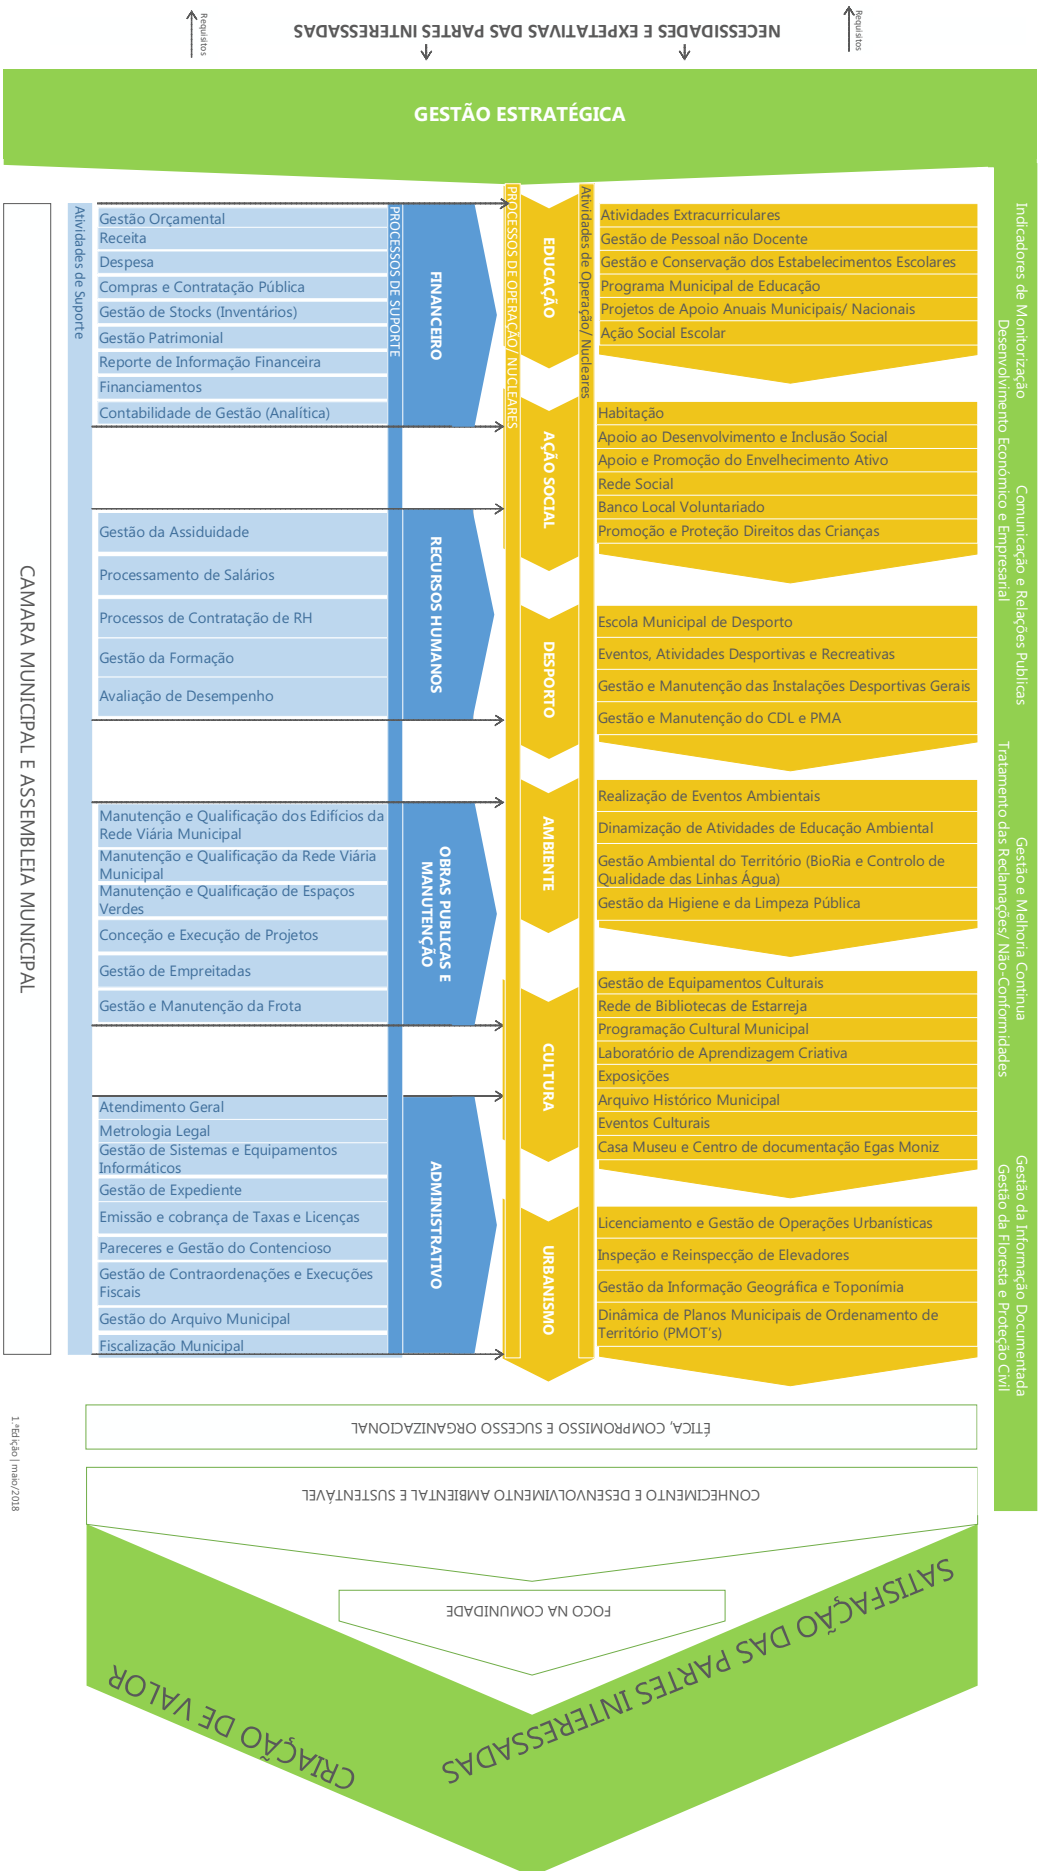 NECESSIDADES E EXPETATIVAS DAS PARTES INTERESSADAS
Requisitos
Requisitos
GESTÃO ESTRATÉGICA
CAMARA MUNICIPAL E ASSEMBLEIA MUNICIPAL
Atividades de Suporte
PROCESSOS DE SUPORTE
FINANCEIRO
Gestão Orçamental
Receita
Despesa
Compras e Contratação Pública
Gestão de Stocks (Inventários)
Gestão Patrimonial
Reporte de Informação Financeira
Financiamentos
Contabilidade de Gestão (Analítica)
RECURSOS HUMANOS
Gestão da Assiduidade
Processamento de Salários
Processos de Contratação de RH
Gestão da Formação
Avaliação de Desempenho
OBRAS PUBLICAS E
MANUTENÇÃO
Manutenção e Qualificação dos Edifícios da
Rede Viária Municipal
Manutenção e Qualificação da Rede Viária
Municipal
Manutenção e Qualificação de Espaços
Verdes
Conceção e Execução de Projetos
Gestão de Empreitadas
Gestão e Manutenção da Frota
ADMINISTRATIVO
Atendimento Geral
Metrologia Legal
Gestão de Sistemas e Equipamentos
Informáticos
Gestão de Expediente
Emissão e cobrança de Taxas e Licenças
Pareceres e Gestão do Contencioso
Gestão de Contraordenações e Execuções
Fiscais
Gestão do Arquivo Municipal
Fiscalização Municipal
PROCESSOS DE OPERAÇÃO/ NUCLEARES
Atividades de Operação/ Nucleares
EDUCAÇÃO
Atividades Extracurriculares
Gestão de Pessoal não Docente
Gestão e Conservação dos Estabelecimentos Escolares
Programa Municipal de Educação
Projetos de Apoio Anuais Municipais/ Nacionais
Ação Social Escolar
AÇÃO SOCIAL
Habitação
Apoio ao Desenvolvimento e Inclusão Social
Apoio e Promoção do Envelhecimento Ativo
Rede Social
Banco Local Voluntariado
Promoção e Proteção Direitos das Crianças
DESPORTO
Escola Municipal de Desporto
Eventos, Atividades Desportivas e Recreativas
Gestão e Manutenção das Instalações Desportivas Gerais
Gestão e Manutenção do CDL e PMA
AMBIENTE
Realização de Eventos Ambientais
Dinamização de Atividades de Educação Ambiental
Gestão Ambiental do Território (BioRia e Controlo de
Qualidade das Linhas Água)
Gestão da Higiene e da Limpeza Pública
CULTURA
Gestão de Equipamentos Culturais
Rede de Bibliotecas de Estarreja
Programação Cultural Municipal
Laboratório de Aprendizagem Criativa
Exposições
Arquivo Histórico Municipal
Eventos Culturais
Casa Museu e Centro de documentação Egas Moniz
URBANISMO
Licenciamento e Gestão de Operações Urbanísticas
Inspeção e Reinspecção de Elevadores
Gestão da Informação Geográfica e Toponímia
Dinâmica de Planos Municipais de Ordenamento de
Território (PMOT's)
Indicadores de Monitorização
Desenvolvimento Económico e Empresarial
Comunicação e Relações Publicas
Tratamento das Reclamações/ Não-Conformidades
Gestão e Melhoria Continua
Gestão da Informação Documentada
Gestão da Floresta e Proteção Civil
ÉTICA, COMPROMISSO E SUCESSO ORGANIZACIONAL
CONHECIMENTO E DESENVOLVIMENTO AMBIENTAL E SUSTENTÁVEL
FOCO NA COMUNIDADE
SATISFAÇÃO DAS PARTES INTERESSADAS
CRIAÇÃO DE VALOR
1.ªEdição | maio/2018